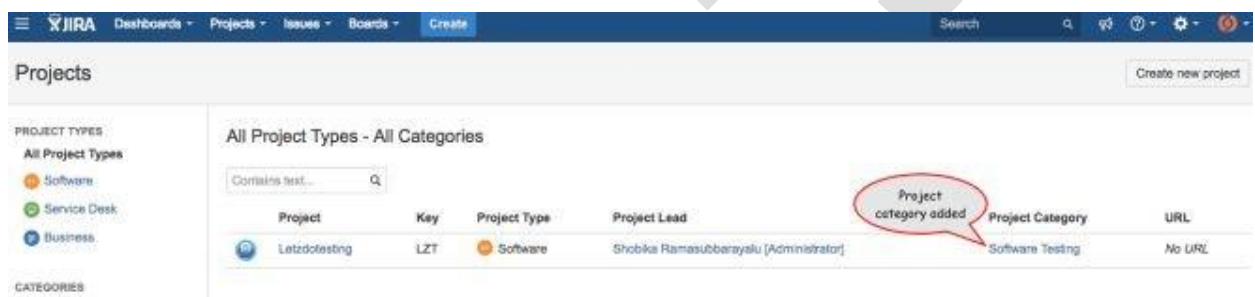 JIRA Dashboards Projects Issues Boards Create Search
Projects
Create new project
PROJECT TYPES
All Project Types
Software
Service Desk
Business
CATEGORIES
All Project Types - All Categories
Contains text...
Project category added
Project Key Project Type Project Lead Project Category URL
Letzdotesting LZT Software Shobika Ramasubbarayalu [Administrator] Software Testing No URL